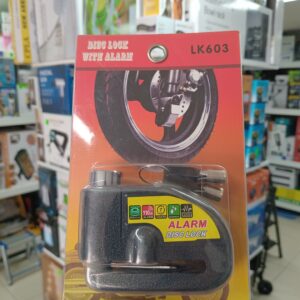 DISC LOCK
WITH ALARM
LK603
ALARM
DISC LOCK